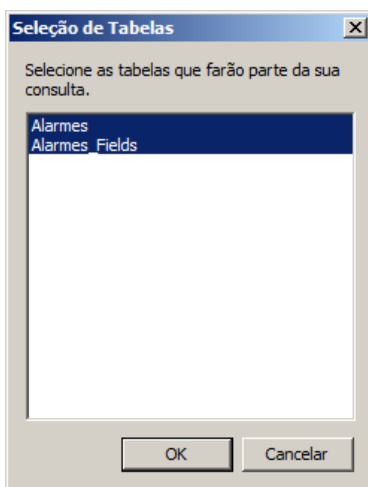 Seleção de Tabelas
Selecione as tabelas que farão parte da sua
consulta.
Alarmes
Alarmes_Fields
OK
Cancelar